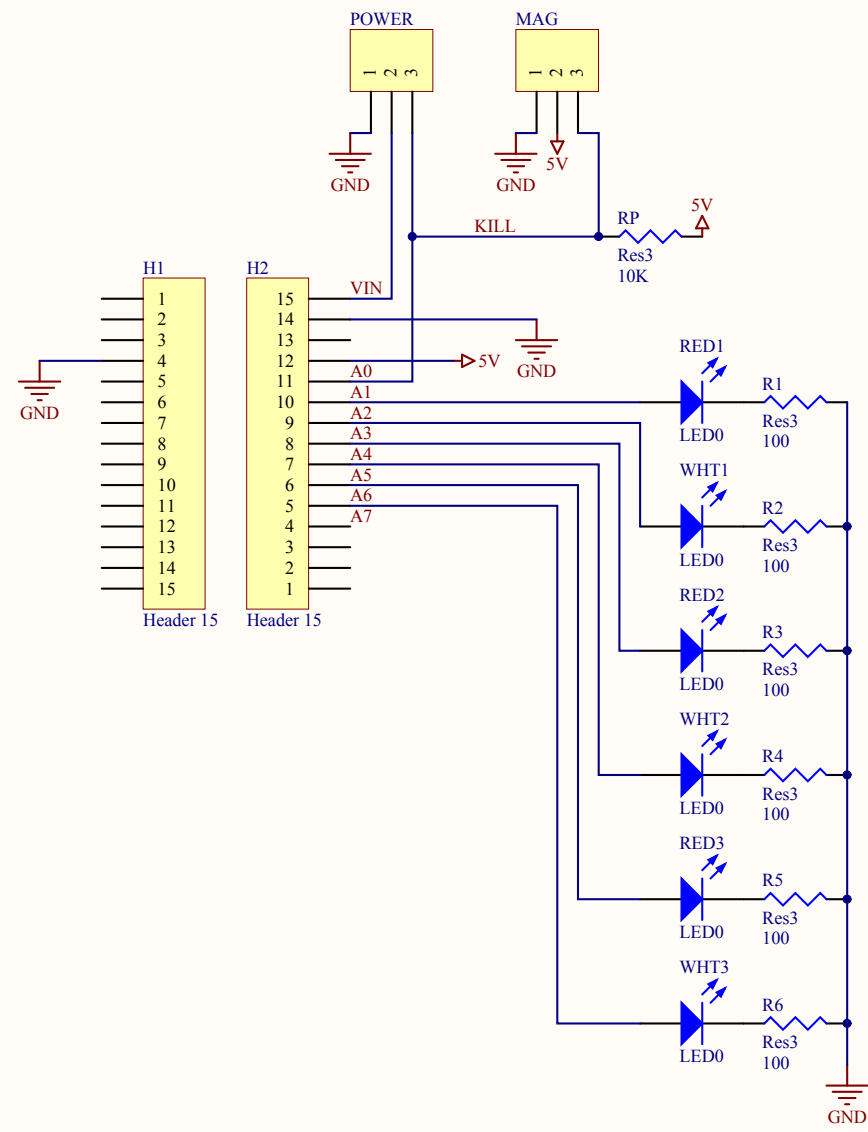 POWER
MAG
1 2 3
1 2 3
GND
GND
5V
KILL
RP
5V
Res3
10K
H1
H2
1
2
3
4
5
6
7
8
9
10
11
12
13
14
15
Header 15
GND
15
14
13
12
11
10
9
8
7
6
5
4
3
2
1
Header 15
VIN
GND
5V
A0
A1
A2
A3
A4
A5
A6
A7
RED1
LED0
R1
Res3
100
WHT1
LED0
R2
Res3
100
RED2
LED0
R3
Res3
100
WHT2
LED0
R4
Res3
100
RED3
LED0
R5
Res3
100
WHT3
LED0
R6
Res3
100
GND